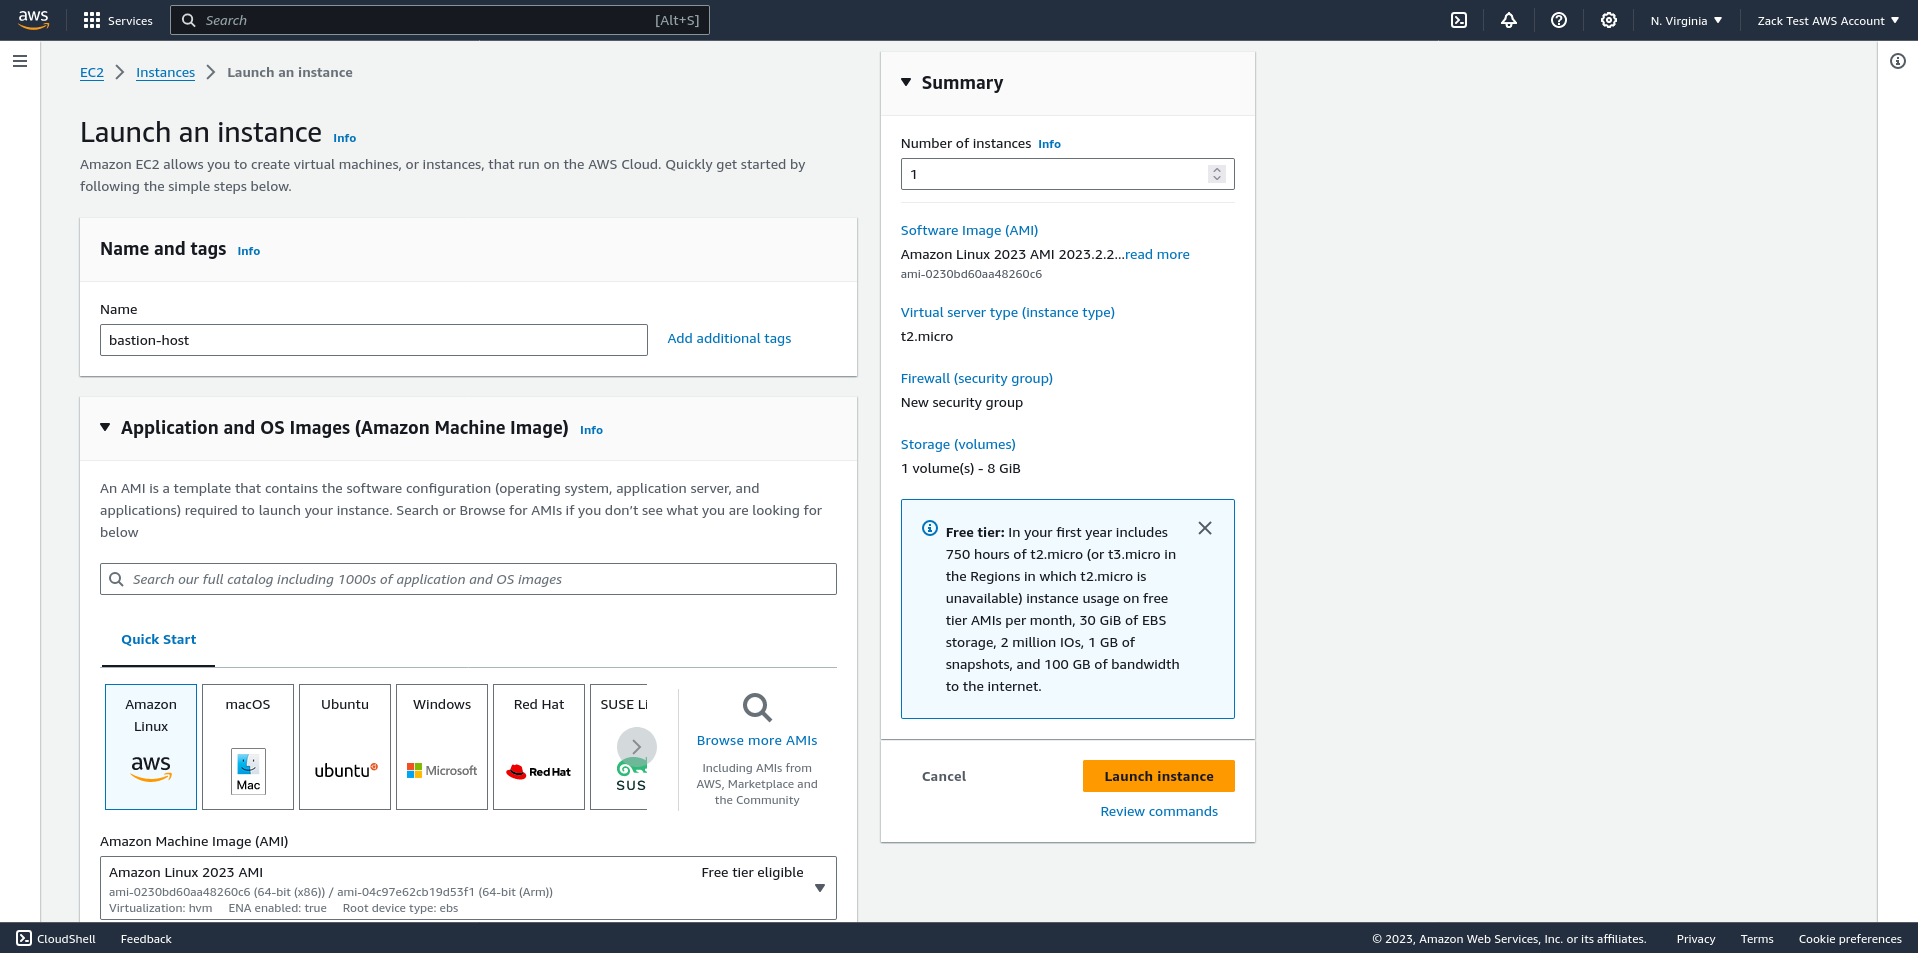 aws
Services
Search
[Alt+S]
N. Virginia
Zack Test AWS Account
EC2
Instances
Launch an instance
Launch an instance Info
Amazon EC2 allows you to create virtual machines, or instances, that run on the AWS Cloud. Quickly get started by
following the simple steps below.
Name and tags Info
Name
bastion-host
Add additional tags
Application and OS Images (Amazon Machine Image) Info
An AMI is a template that contains the software configuration (operating system, application server, and
applications) required to launch your instance. Search or Browse for AMIs if you don't see what you are looking for
below
Search our full catalog including 1000s of application and OS images
Quick Start
Amazon
Linux
aws
macOS
Mac
Ubuntu
ubuntu
Windows
Microsoft
Red Hat
Red Hat
SUSE Li
SUS
Browse more AMIs
Including AMIs from
AWS, Marketplace and
the Community
Amazon Machine Image (AMI)
Amazon Linux 2023 AMI
Free tier eligible
ami-0230bd60aa48260c6 (64-bit (x86)) / ami-04c97e62cb19d53f1 (64-bit (Arm))
Virtualization: hvm ENA enabled: true Root device type: ebs
Summary
Number of instances Info
1
Software Image (AMI)
Amazon Linux 2023 AMI 2023.2.2...read more
ami-0230bd60aa48260c6
Virtual server type (instance type)
t2.micro
Firewall (security group)
New security group
Storage (volumes)
1 volume(s) - 8 GiB
Free tier: In your first year includes
750 hours of t2.micro (or t3.micro in
the Regions in which t2.micro is
unavailable) instance usage on free
tier AMIs per month, 30 GiB of EBS
storage, 2 million IOs, 1 GB of
snapshots, and 100 GB of bandwidth
to the internet.
Cancel
Launch instance
Review commands
CloudShell
Feedback
© 2023, Amazon Web Services, Inc. or its affiliates.
Privacy
Terms
Cookie preferences